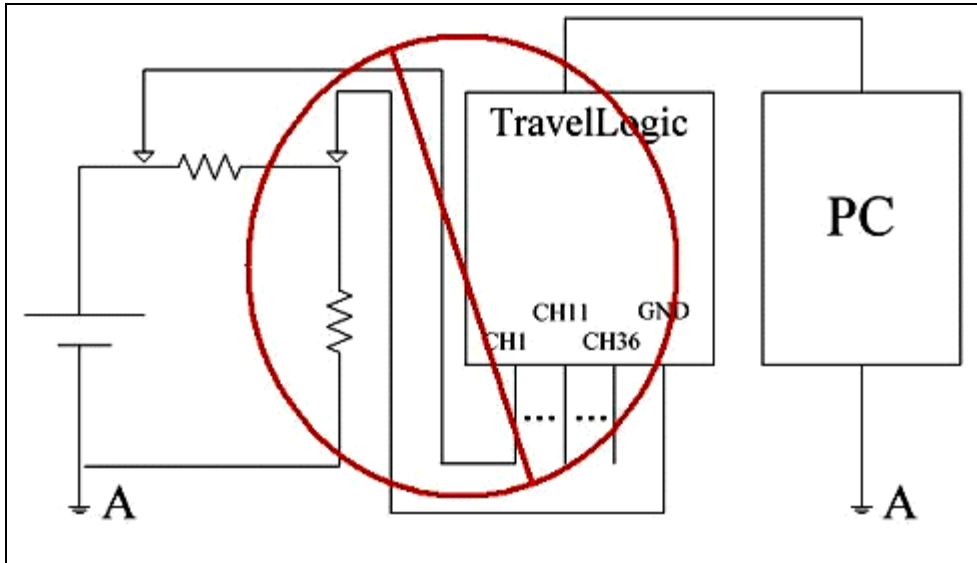 TravelLogic
PC
CH11
GND
CH1
CH36
A
A